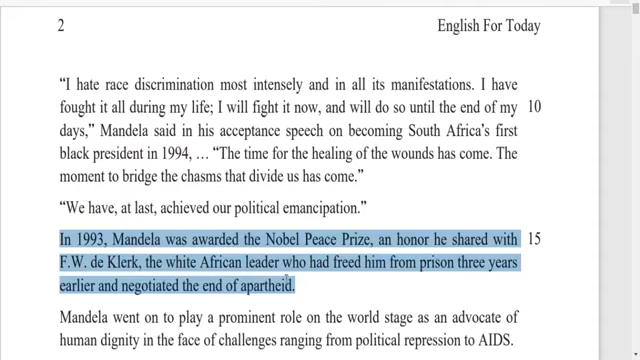 2 English For Today
“I hate race discrimination most intensely and in all its manifestations. I have
fought it all during my life; I will fight it now, and will do so until the end of my 10
days,” Mandela said in his acceptance speech on becoming South Africa’s first
black president in 1994, … “The time for the healing of the wounds has come. The
moment to bridge the chasms that divide us has come.”
“We have, at last, achieved our political emancipation.”
In 1993, Mandela was awarded the Nobel Peace Prize, an honor he shared with 15
F.W. de Klerk, the white African leader who had freed him from prison three years
earlier and negotiated the end of apartheid.
Mandela went on to play a prominent role on the world stage as an advocate of
human dignity in the face of challenges ranging from political repression to AIDS.